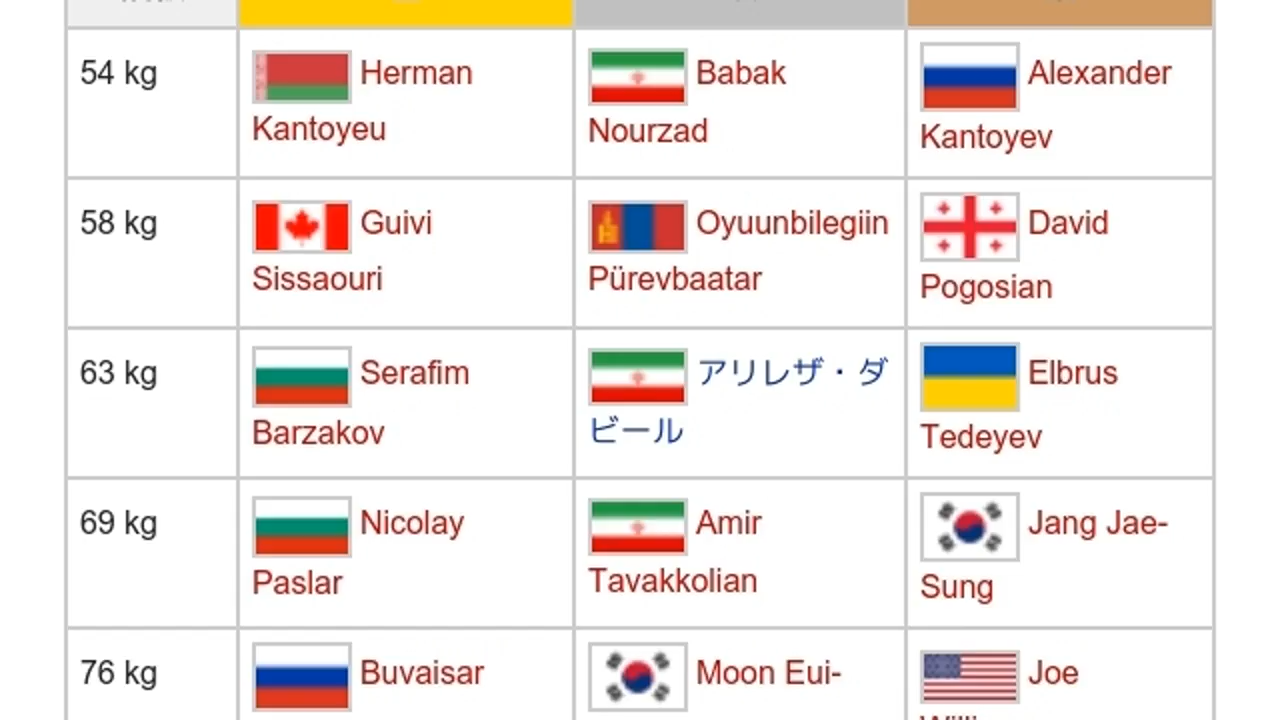 54 kg
Herman
Kantoyeu
Babak
Nourzad
Alexander
Kantoyev
58 kg
Guivi
Sissaouri
Oyuunbilegiin
Pürevbaatar
David
Pogosian
63 kg
Serafim
Barzakov
アリレザ・ダ
ビール
Elbrus
Tedeyev
69 kg
Nicolay
Paslar
Amir
Tavakkolian
Jang Jae-
Sung
76 kg
Buvaisar
Moon Eui-
Joe